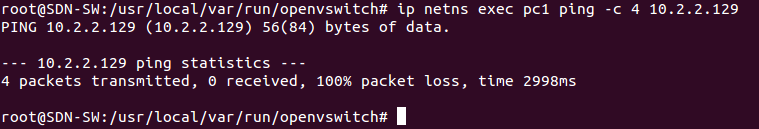 root@SDN-SW:/usr/local/var/run/openvswitch# ip netns exec pc1 ping -c 4 10.2.2.129
PING 10.2.2.129 (10.2.2.129) 56(84) bytes of data.
--- 10.2.2.129 ping statistics ---
4 packets transmitted, 0 received, 100% packet loss, time 2998ms
root@SDN-SW:/usr/local/var/run/openvswitch#